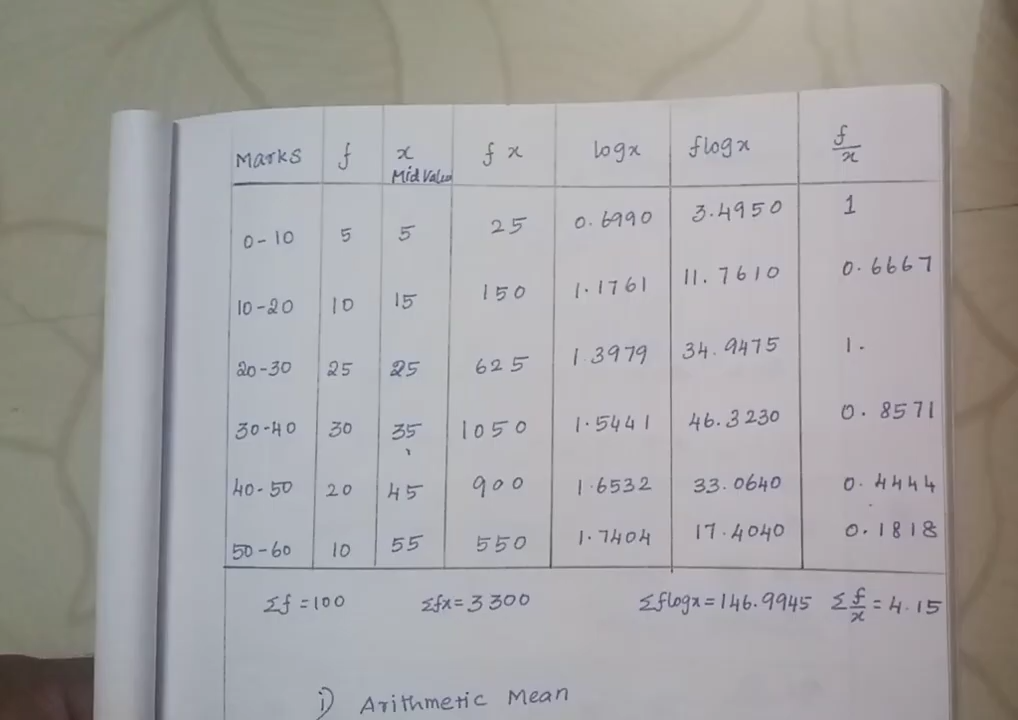 Marks f x fx logx flogx f/x
Mid Value
0-10 5 5 25 0.6990 3.4950 1
10-20 10 15 150 1.1761 11.7610 0.6667
20-30 25 25 625 1.3979 34.9475 1.
30-40 30 35 1050 1.5441 46.3230 0.8571
40-50 20 45 900 1.6532 33.0640 0.4444
50-60 10 55 550 1.7404 17.4040 0.1818
Σf = 100 Σfx = 3300 Σflogx = 146.9945 Σf/x = 4.15
i) Arithmetic Mean